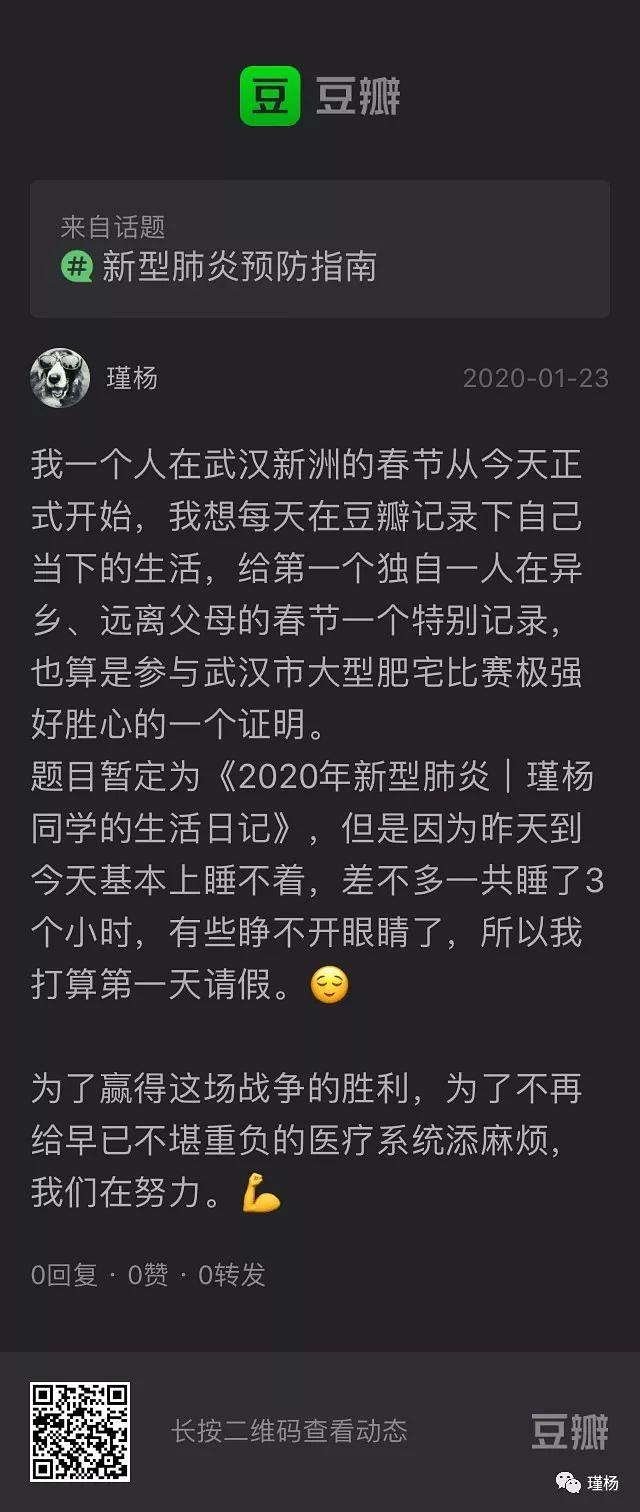 豆 豆瓣
来自话题
# 新型肺炎预防指南
瑾杨 2020-01-23
我一个人在武汉新洲的春节从今天正
式开始，我想每天在豆瓣记录下自己
当下的生活，给第一个独自一人在异
乡、远离父母的春节一个特别记录，
也算是参与武汉市大型肥宅比赛极强
好胜心的一个证明。
题目暂定为《2020年新型肺炎｜瑾杨
同学的生活日记》，但是因为昨天到
今天基本上睡不着，差不多一共睡了3
个小时，有些睁不开眼睛了，所以我
打算第一天请假。😌
为了赢得这场战争的胜利，为了不再
给早已不堪重负的医疗系统添麻烦，
我们在努力。💪
0回复 · 0赞 · 0转发
长按二维码查看动态 豆瓣
瑾杨